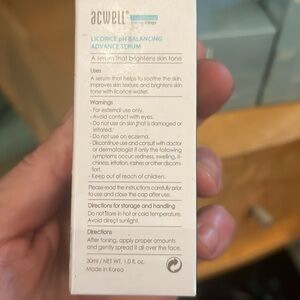 acwell
LICORICE pH BALANCING
ADVANCE SERUM
A serum that brightens skin tone
Uses
A serum that helps to soothe the skin,
improves skin texture and brightens skin
tone with licorice water.
Warnings
- For external use only.
- Avoid contact with eyes.
- Do not use on skin that is damaged or
irritated.
- Do not use on eczema.
- Discontinue use and consult with doctor
or dermatologist if only the following
symptoms occur: redness, swelling, it-
chiness, irritation, rashes or other discom-
fort.
- Keep out of reach of children.
Please read the instructions carefully prior
to use and close the cap after use.
Directions for storage and handling
Do not store in hot or cold temperature.
Avoid direct sunlight.
Directions
After toning, apply proper amounts
and gently spread it all over the face.
30ml / NET WT. 1.0 fl. oz.
Made in Korea